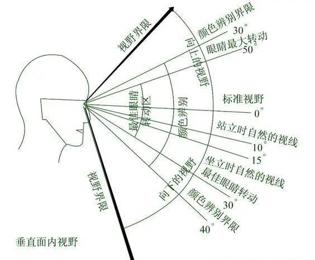 视野界限
颜色辨别界限
30°
眼睛最大转动
50°
向上的视野
标准视野
0°
最佳眼睛
转动区
颜色辨别
站立时自然的视线
10°
15°
坐立时自然的视线
最佳眼睛转动
30°
向下的视野
颜色辨别界限
40°
视野界限
垂直面内视野